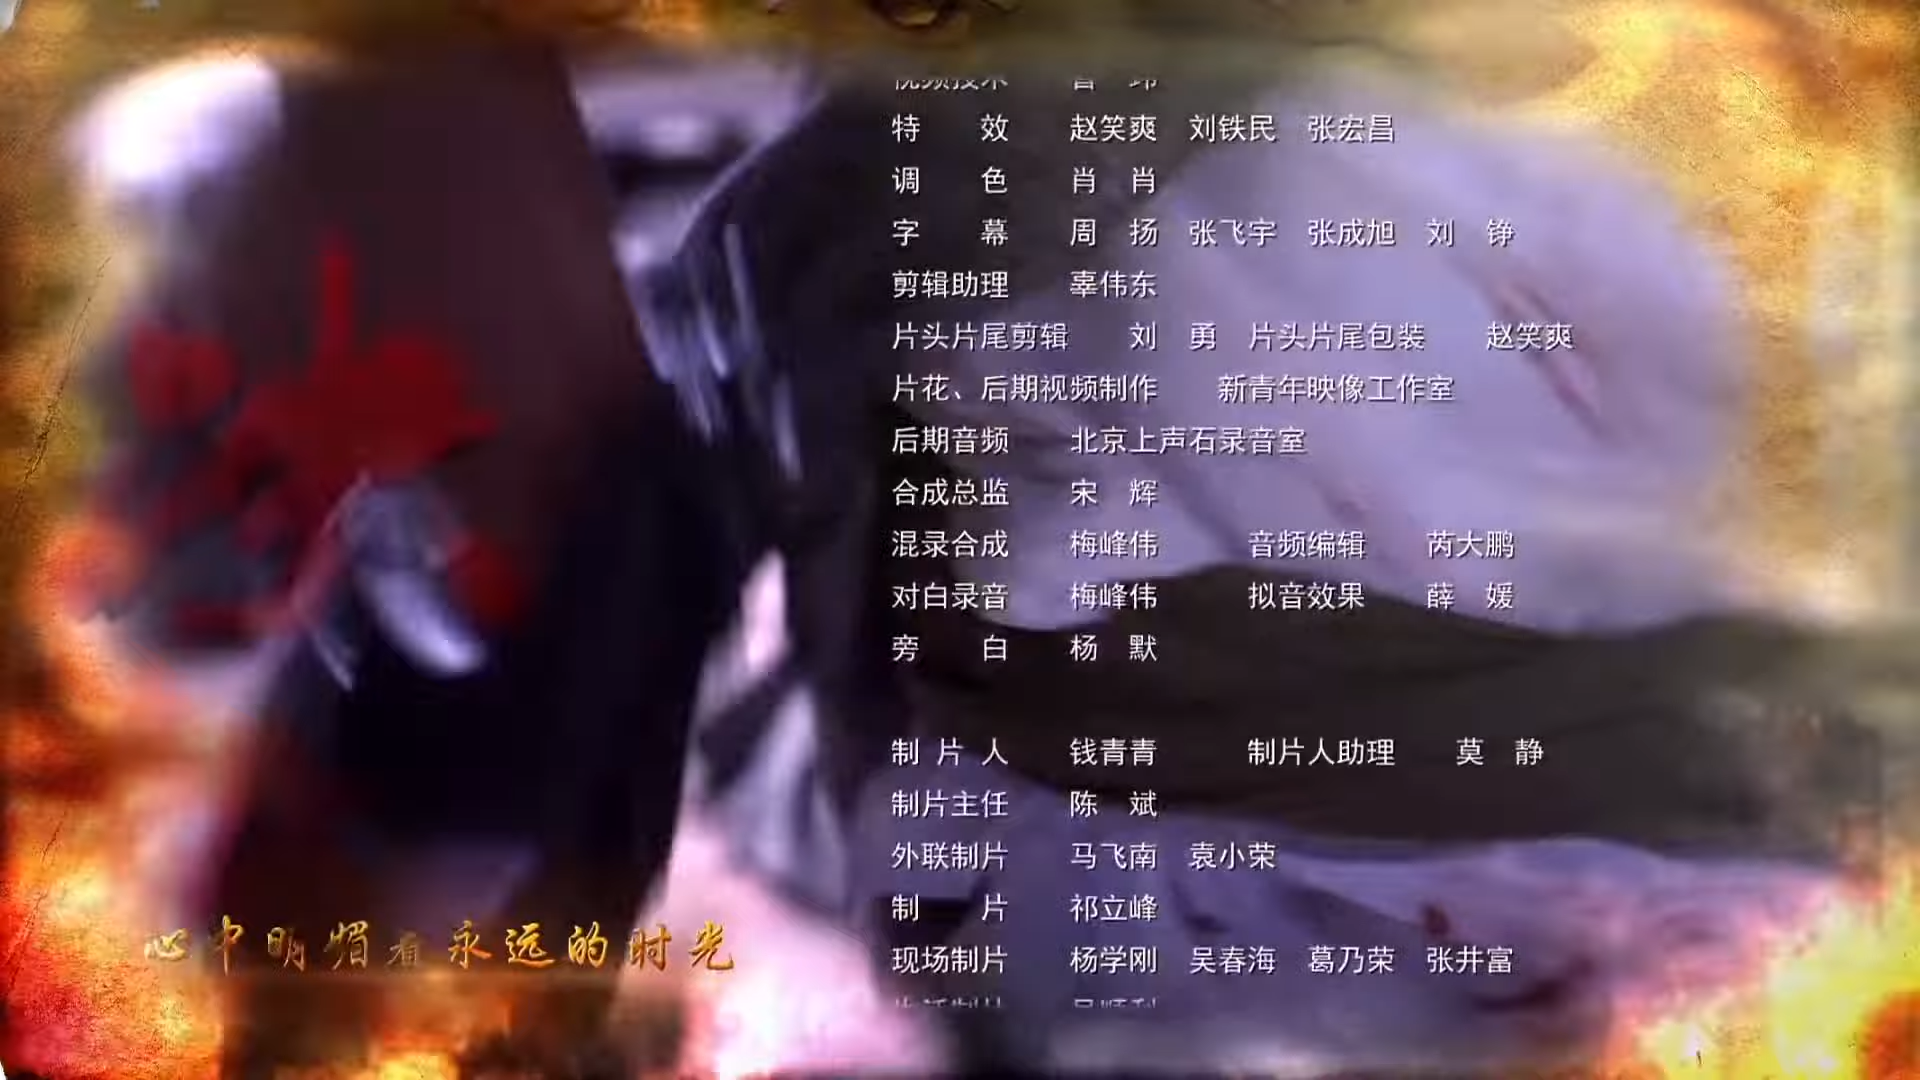 特　　效　　赵笑爽　刘铁民　张宏昌
调　　色　　肖　肖
字　　幕　　周　扬　张飞宇　张成旭　刘　铮
剪辑助理　　辜伟东
片头片尾剪辑　　刘　勇　片头片尾包装　　赵笑爽
片花、后期视频制作　　新青年映像工作室
后期音频　　北京上声石录音室
合成总监　　宋　辉
混录合成　　梅峰伟　　　音频编辑　　芮大鹏
对白录音　　梅峰伟　　　拟音效果　　薛　媛
旁　　白　　杨　默
制 片 人　　钱青青　　　制片人助理　　莫　静
制片主任　　陈　斌
外联制片　　马飞南　袁小荣
制　　片　　祁立峰
现场制片　　杨学刚　吴春海　葛乃荣　张井富
心中明媚有永远的时光